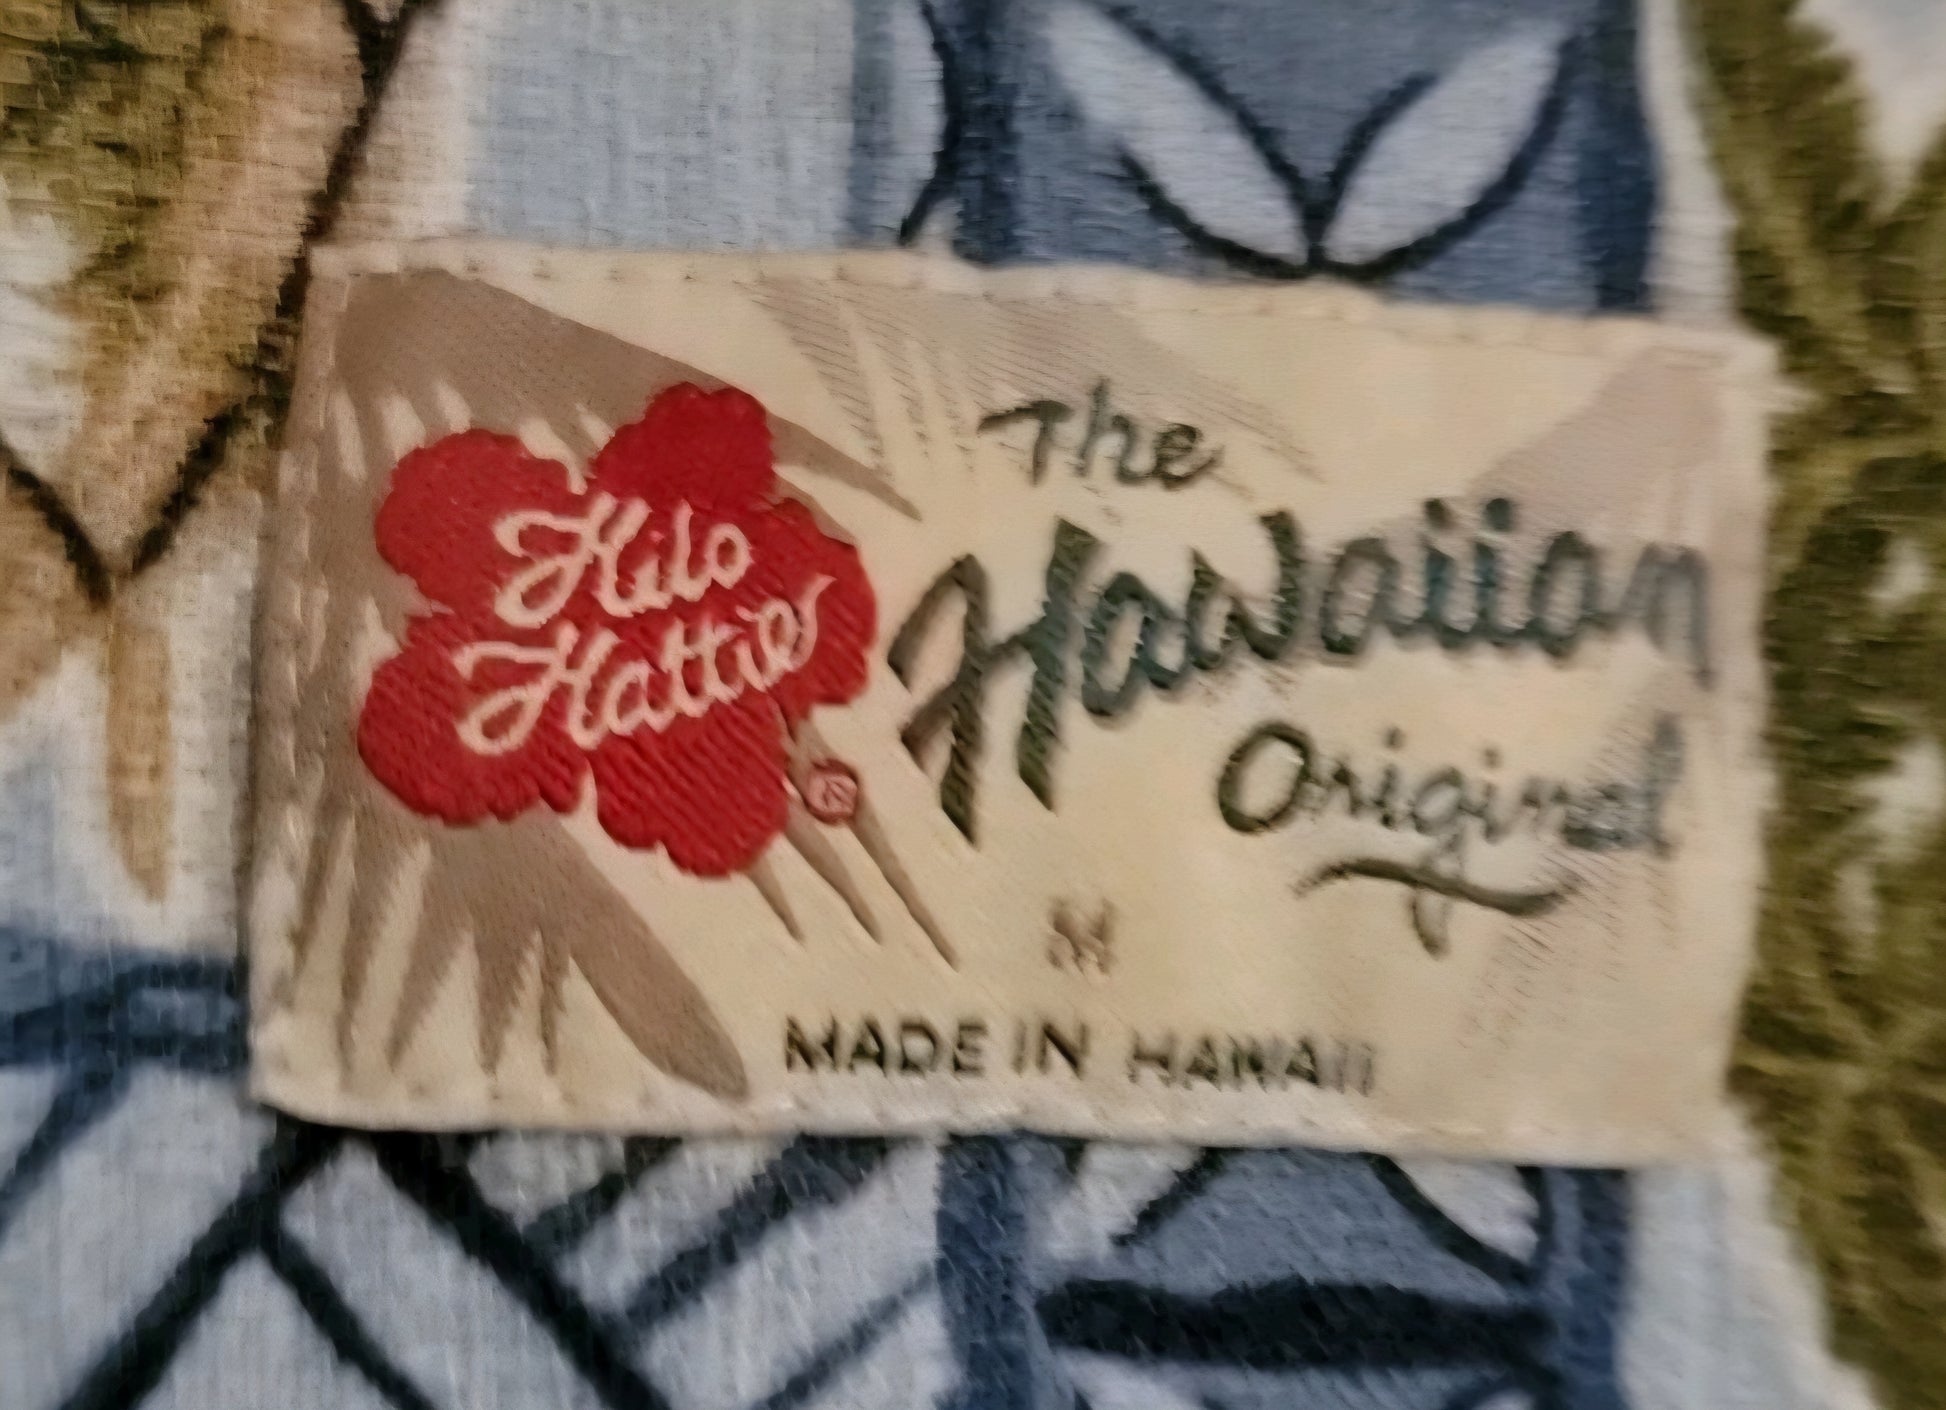 Hilo
Hattie
The
Hawaiian
Original
M
MADE IN HAWAII